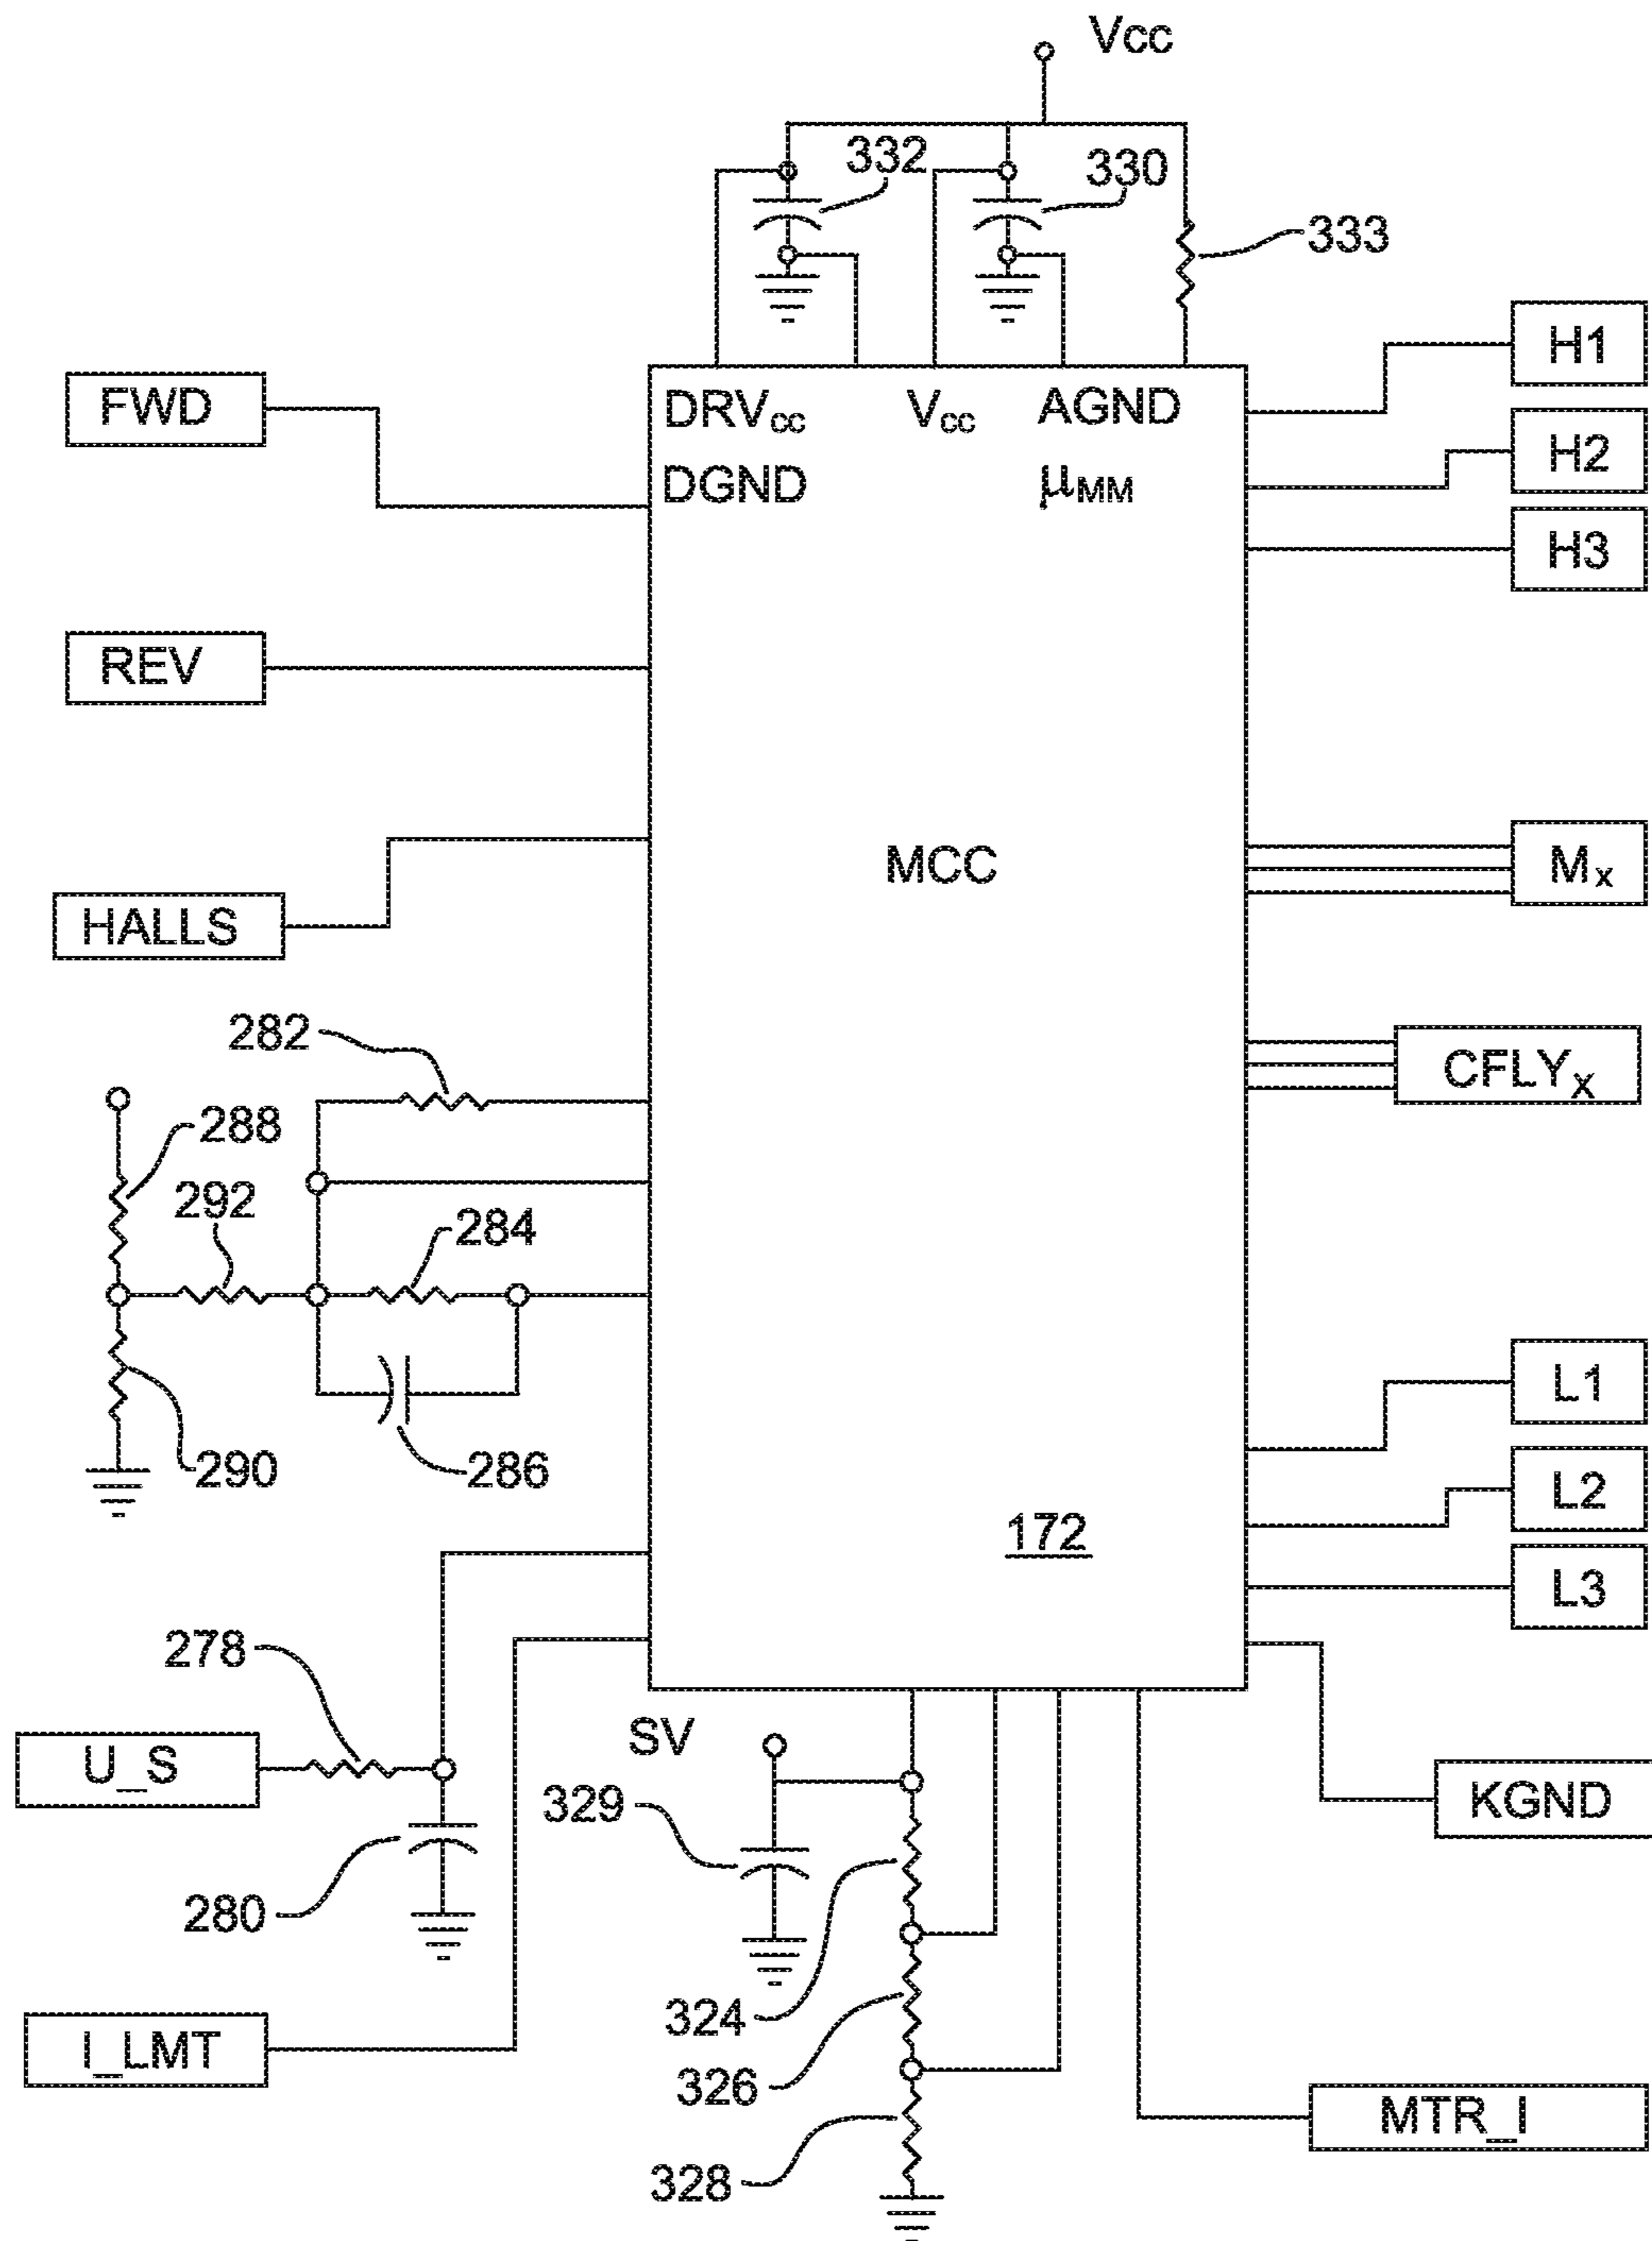 Vcc
332
330
333
H1
FWD
DRVcc
Vcc
AGND
H2
DGND
μMM
H3
REV
MCC
Mx
HALLS
282
CFLYX
288
292
284
L1
290
286
L2
172
L3
278
SV
U_S
KGND
329
280
324
I_LMT
326
MTR_I
328